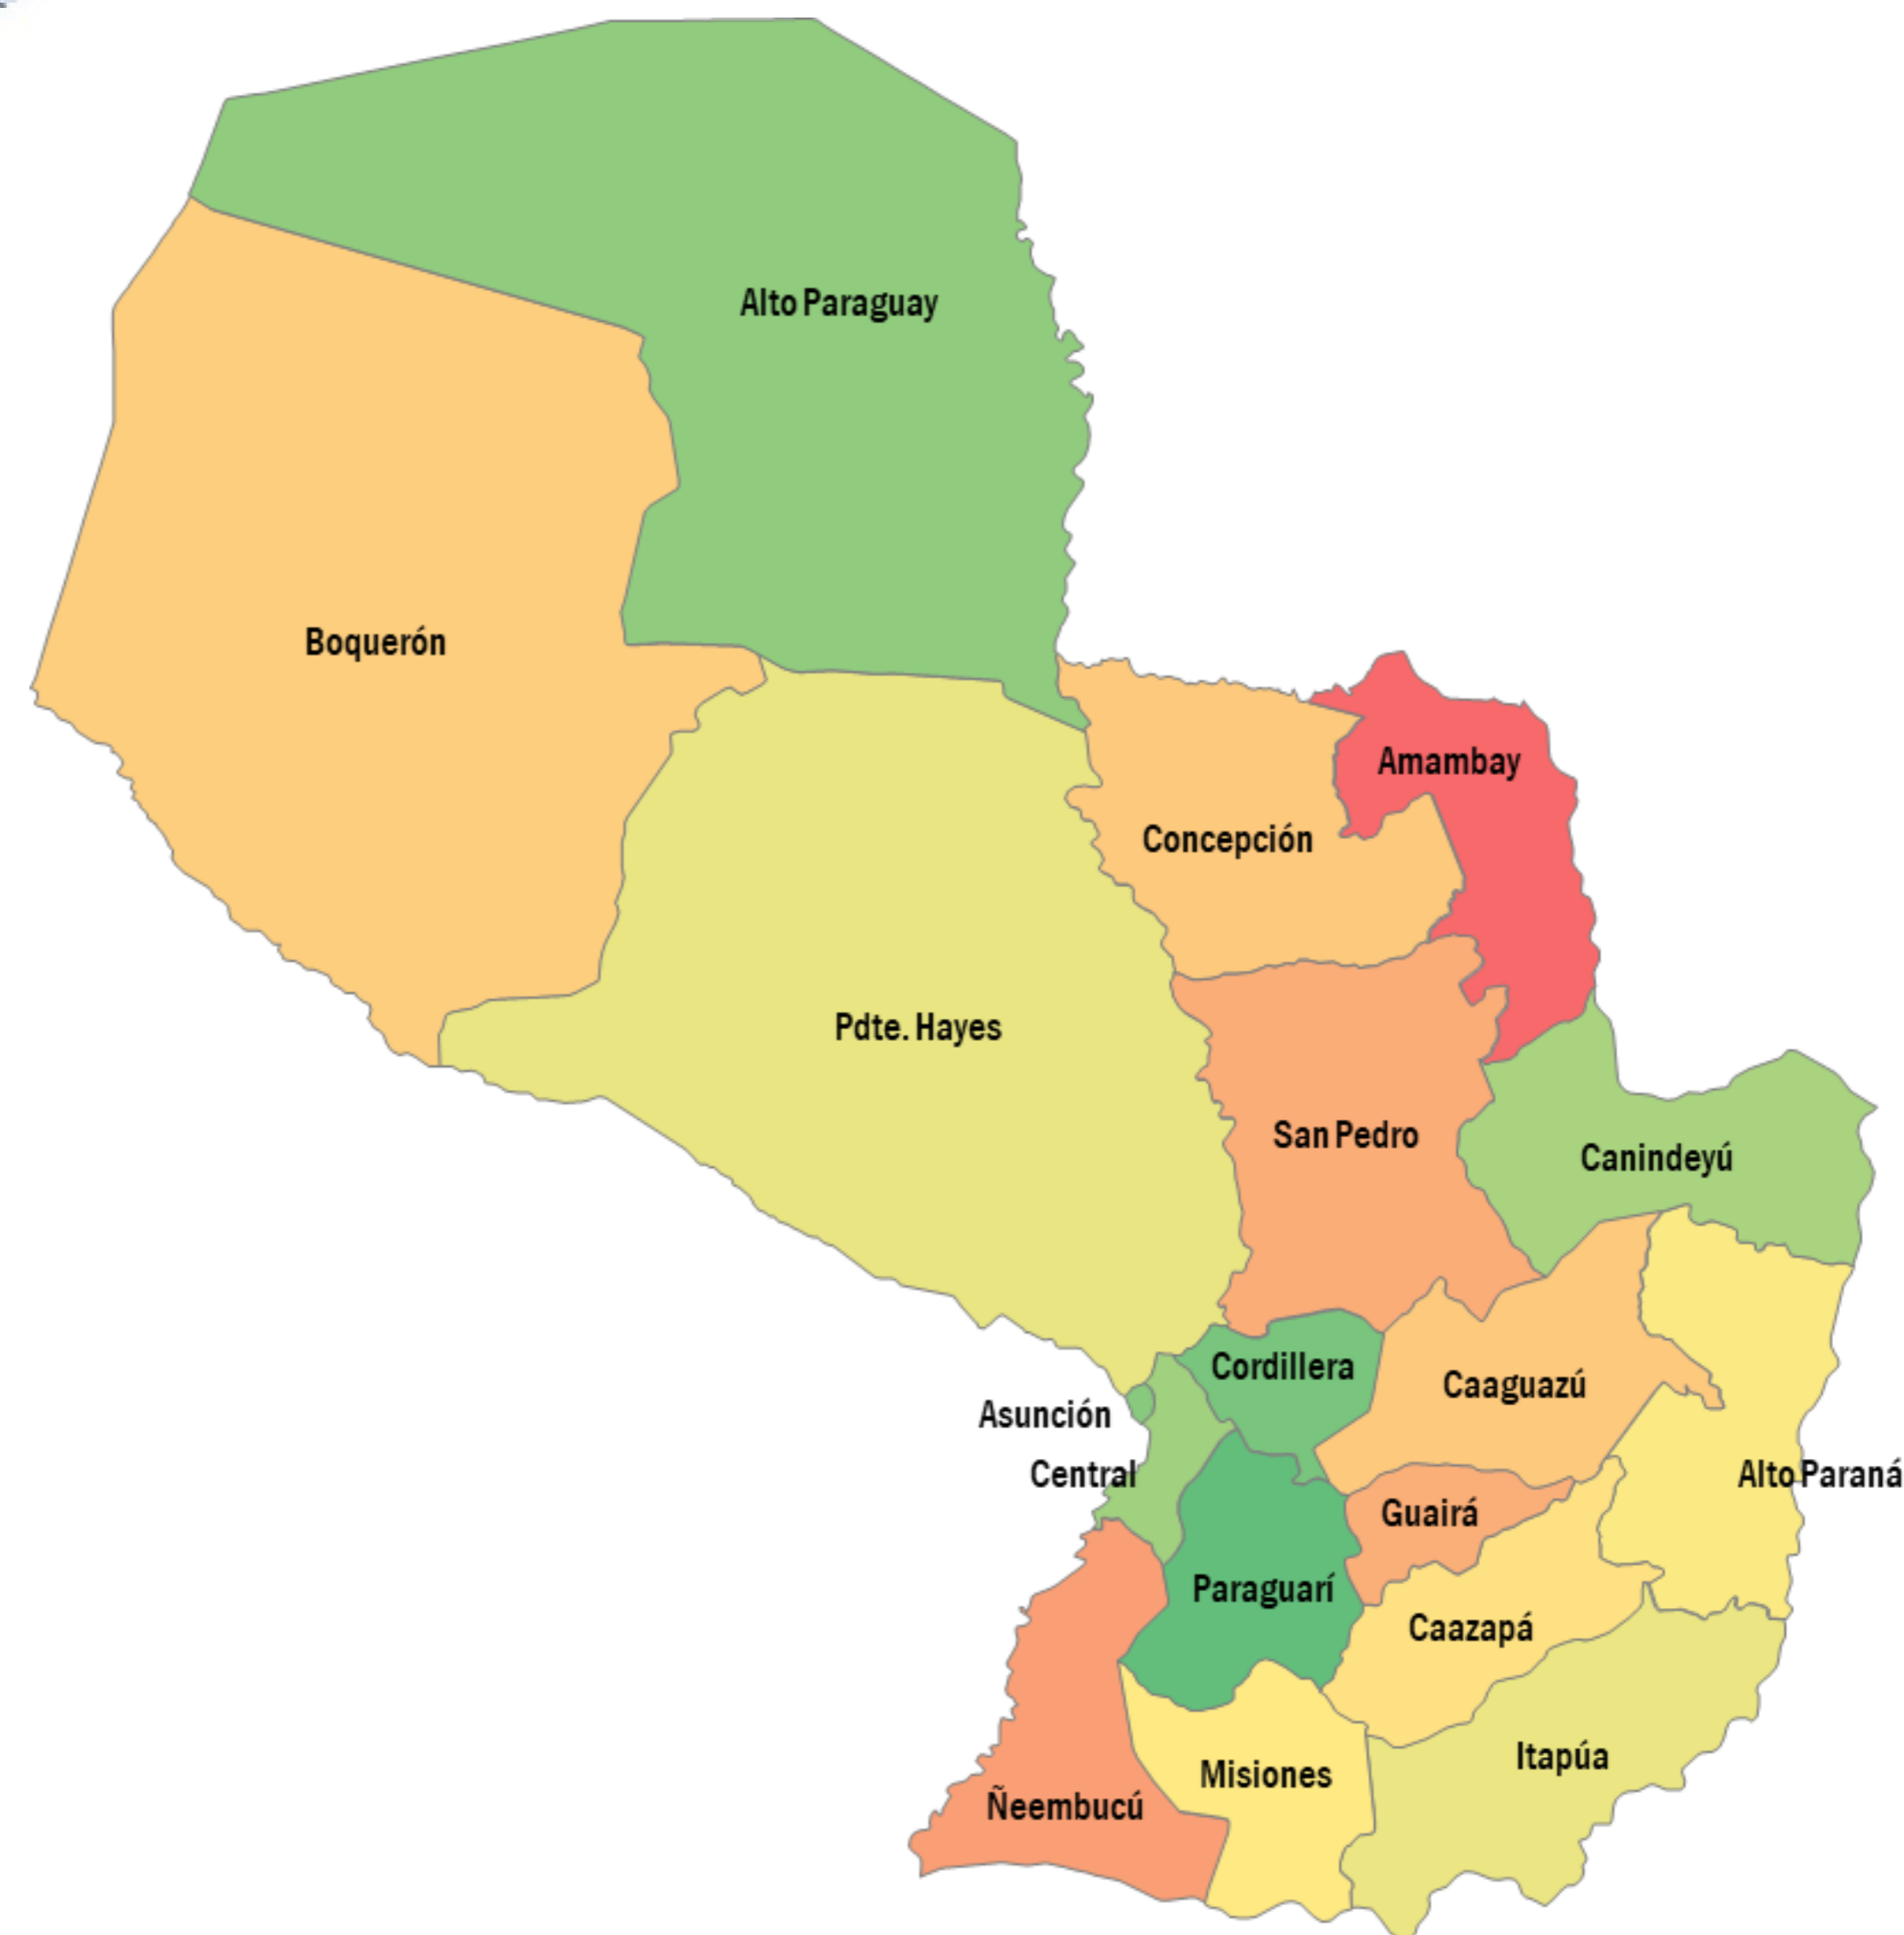 Alto Paraguay
Boquerón
Amambay
Concepción
Pdte. Hayes
San Pedro
Canindeyú
Cordillera
Caaguazú
Asunción
Central
Alto Paraná
Guairá
Paraguarí
Caazapá
Itapúa
Misiones
Ñeembucú